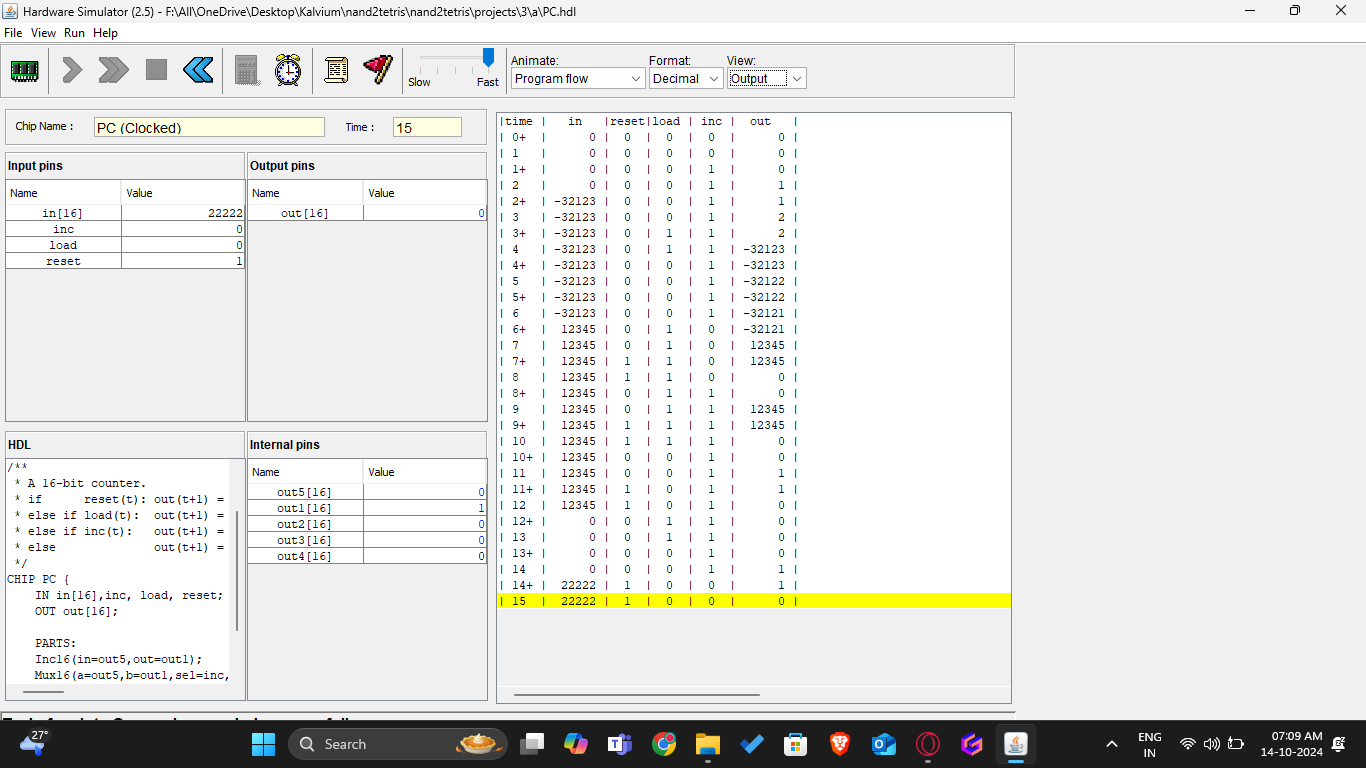 Hardware Simulator (2.5) - F:\All\OneDrive\Desktop\Kalvium\nand2tetris\nand2tetris\projects\3\a\PC.hdl
File View Run Help
Slow Fast
Animate: Format: View:
Program flow Decimal Output
Chip Name : PC (Clocked) Time : 15
Input pins
Name Value
in[16] 22222
inc 0
load 0
reset 1
Output pins
Name Value
out[16] 0
HDL
/**
* A 16-bit counter.
* if reset(t): out(t+1) =
* else if load(t): out(t+1) =
* else if inc(t): out(t+1) =
* else out(t+1) =
*/
CHIP PC {
IN in[16],inc, load, reset;
OUT out[16];
PARTS:
Inc16(in=out5,out=out1);
Mux16(a=out5,b=out1,sel=inc,
Internal pins
Name Value
out5[16] 0
out1[16] 1
out2[16] 0
out3[16] 0
out4[16] 0
|time | in |reset|load | inc | out |
| 0+ | 0 | 0 | 0 | 0 | 0 |
| 1 | 0 | 0 | 0 | 0 | 0 |
| 1+ | 0 | 0 | 0 | 1 | 0 |
| 2 | 0 | 0 | 0 | 1 | 1 |
| 2+ | -32123 | 0 | 0 | 1 | 1 |
| 3 | -32123 | 0 | 0 | 1 | 2 |
| 3+ | -32123 | 0 | 1 | 1 | 2 |
| 4 | -32123 | 0 | 1 | 1 | -32123 |
| 4+ | -32123 | 0 | 0 | 1 | -32123 |
| 5 | -32123 | 0 | 0 | 1 | -32122 |
| 5+ | -32123 | 0 | 0 | 1 | -32122 |
| 6 | -32123 | 0 | 0 | 1 | -32121 |
| 6+ | 12345 | 0 | 1 | 0 | -32121 |
| 7 | 12345 | 0 | 1 | 0 | 12345 |
| 7+ | 12345 | 1 | 1 | 0 | 12345 |
| 8 | 12345 | 1 | 1 | 0 | 0 |
| 8+ | 12345 | 0 | 1 | 1 | 0 |
| 9 | 12345 | 0 | 1 | 1 | 12345 |
| 9+ | 12345 | 1 | 1 | 1 | 12345 |
| 10 | 12345 | 1 | 1 | 1 | 0 |
| 10+ | 12345 | 0 | 0 | 1 | 0 |
| 11 | 12345 | 0 | 0 | 1 | 1 |
| 11+ | 12345 | 1 | 0 | 1 | 1 |
| 12 | 12345 | 1 | 0 | 1 | 0 |
| 12+ | 0 | 0 | 1 | 1 | 0 |
| 13 | 0 | 0 | 1 | 1 | 0 |
| 13+ | 0 | 0 | 0 | 1 | 0 |
| 14 | 0 | 0 | 0 | 1 | 1 |
| 14+ | 22222 | 1 | 0 | 0 | 1 |
| 15 | 22222 | 1 | 0 | 0 | 0 |
27°
Search
ENG
IN
07:09 AM
14-10-2024